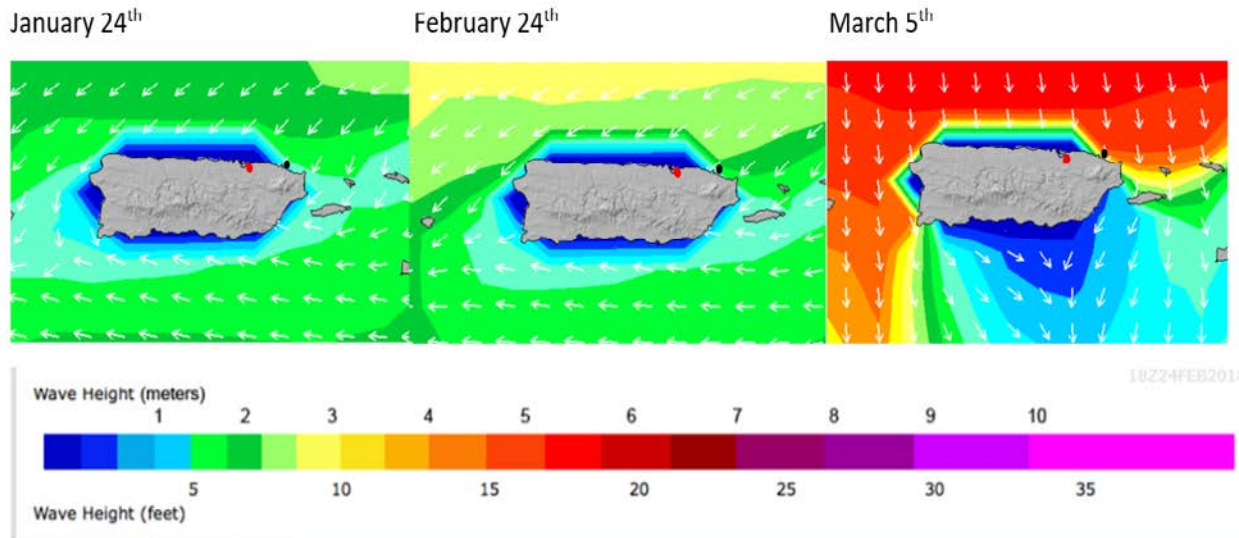 January 24th February 24th March 5th
18Z24FEB2018
Wave Height (meters)
1 2 3 4 5 6 7 8 9 10
5 10 15 20 25 30 35
Wave Height (feet)